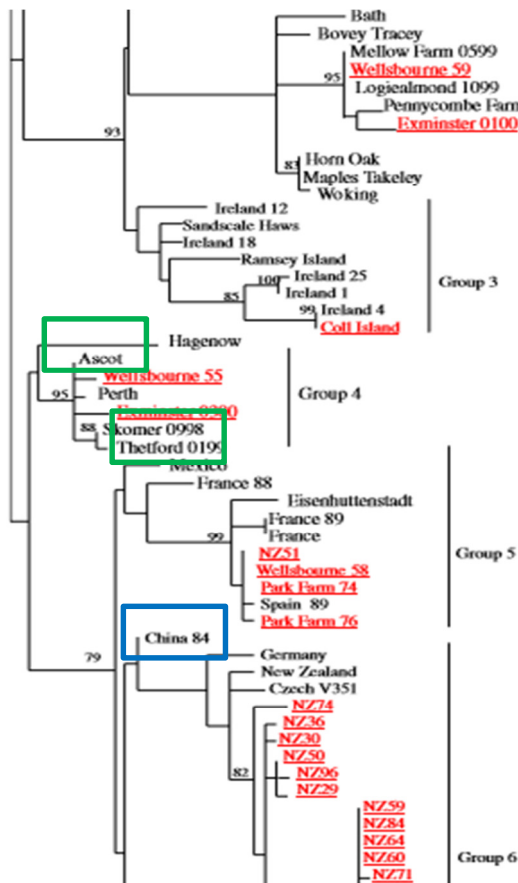 Bath
Bovey Tracey
Mellow Farm 0599
95 Wellsbourne 59
Logiealmond 1099
Pennycombe Farm
Exminster 0100
93
83 Horn Oak
Maples Takeley
Woking
Ireland 12
Sandscale Haws
Ireland 18
Ramsey Island
100 Ireland 25
Group 3
Ireland 1
85
99 Ireland 4
Coll Island
Hagenow
Ascot
Wellsbourne 55
95 Perth
Group 4
Exminster 0300
88 Skomer 0998
Thetford 0199
Mexico
France 88
Eisenhuttenstadt
France 89
99 France
NZ51
Group 5
Wellsbourne 58
Park Farm 74
Spain 89
Park Farm 76
China 84
79 Germany
New Zealand
Czech V351
NZ74
NZ36
NZ30
NZ50
82 NZ96
NZ29
NZ59
NZ84
NZ64
NZ60
Group 6
NZ71